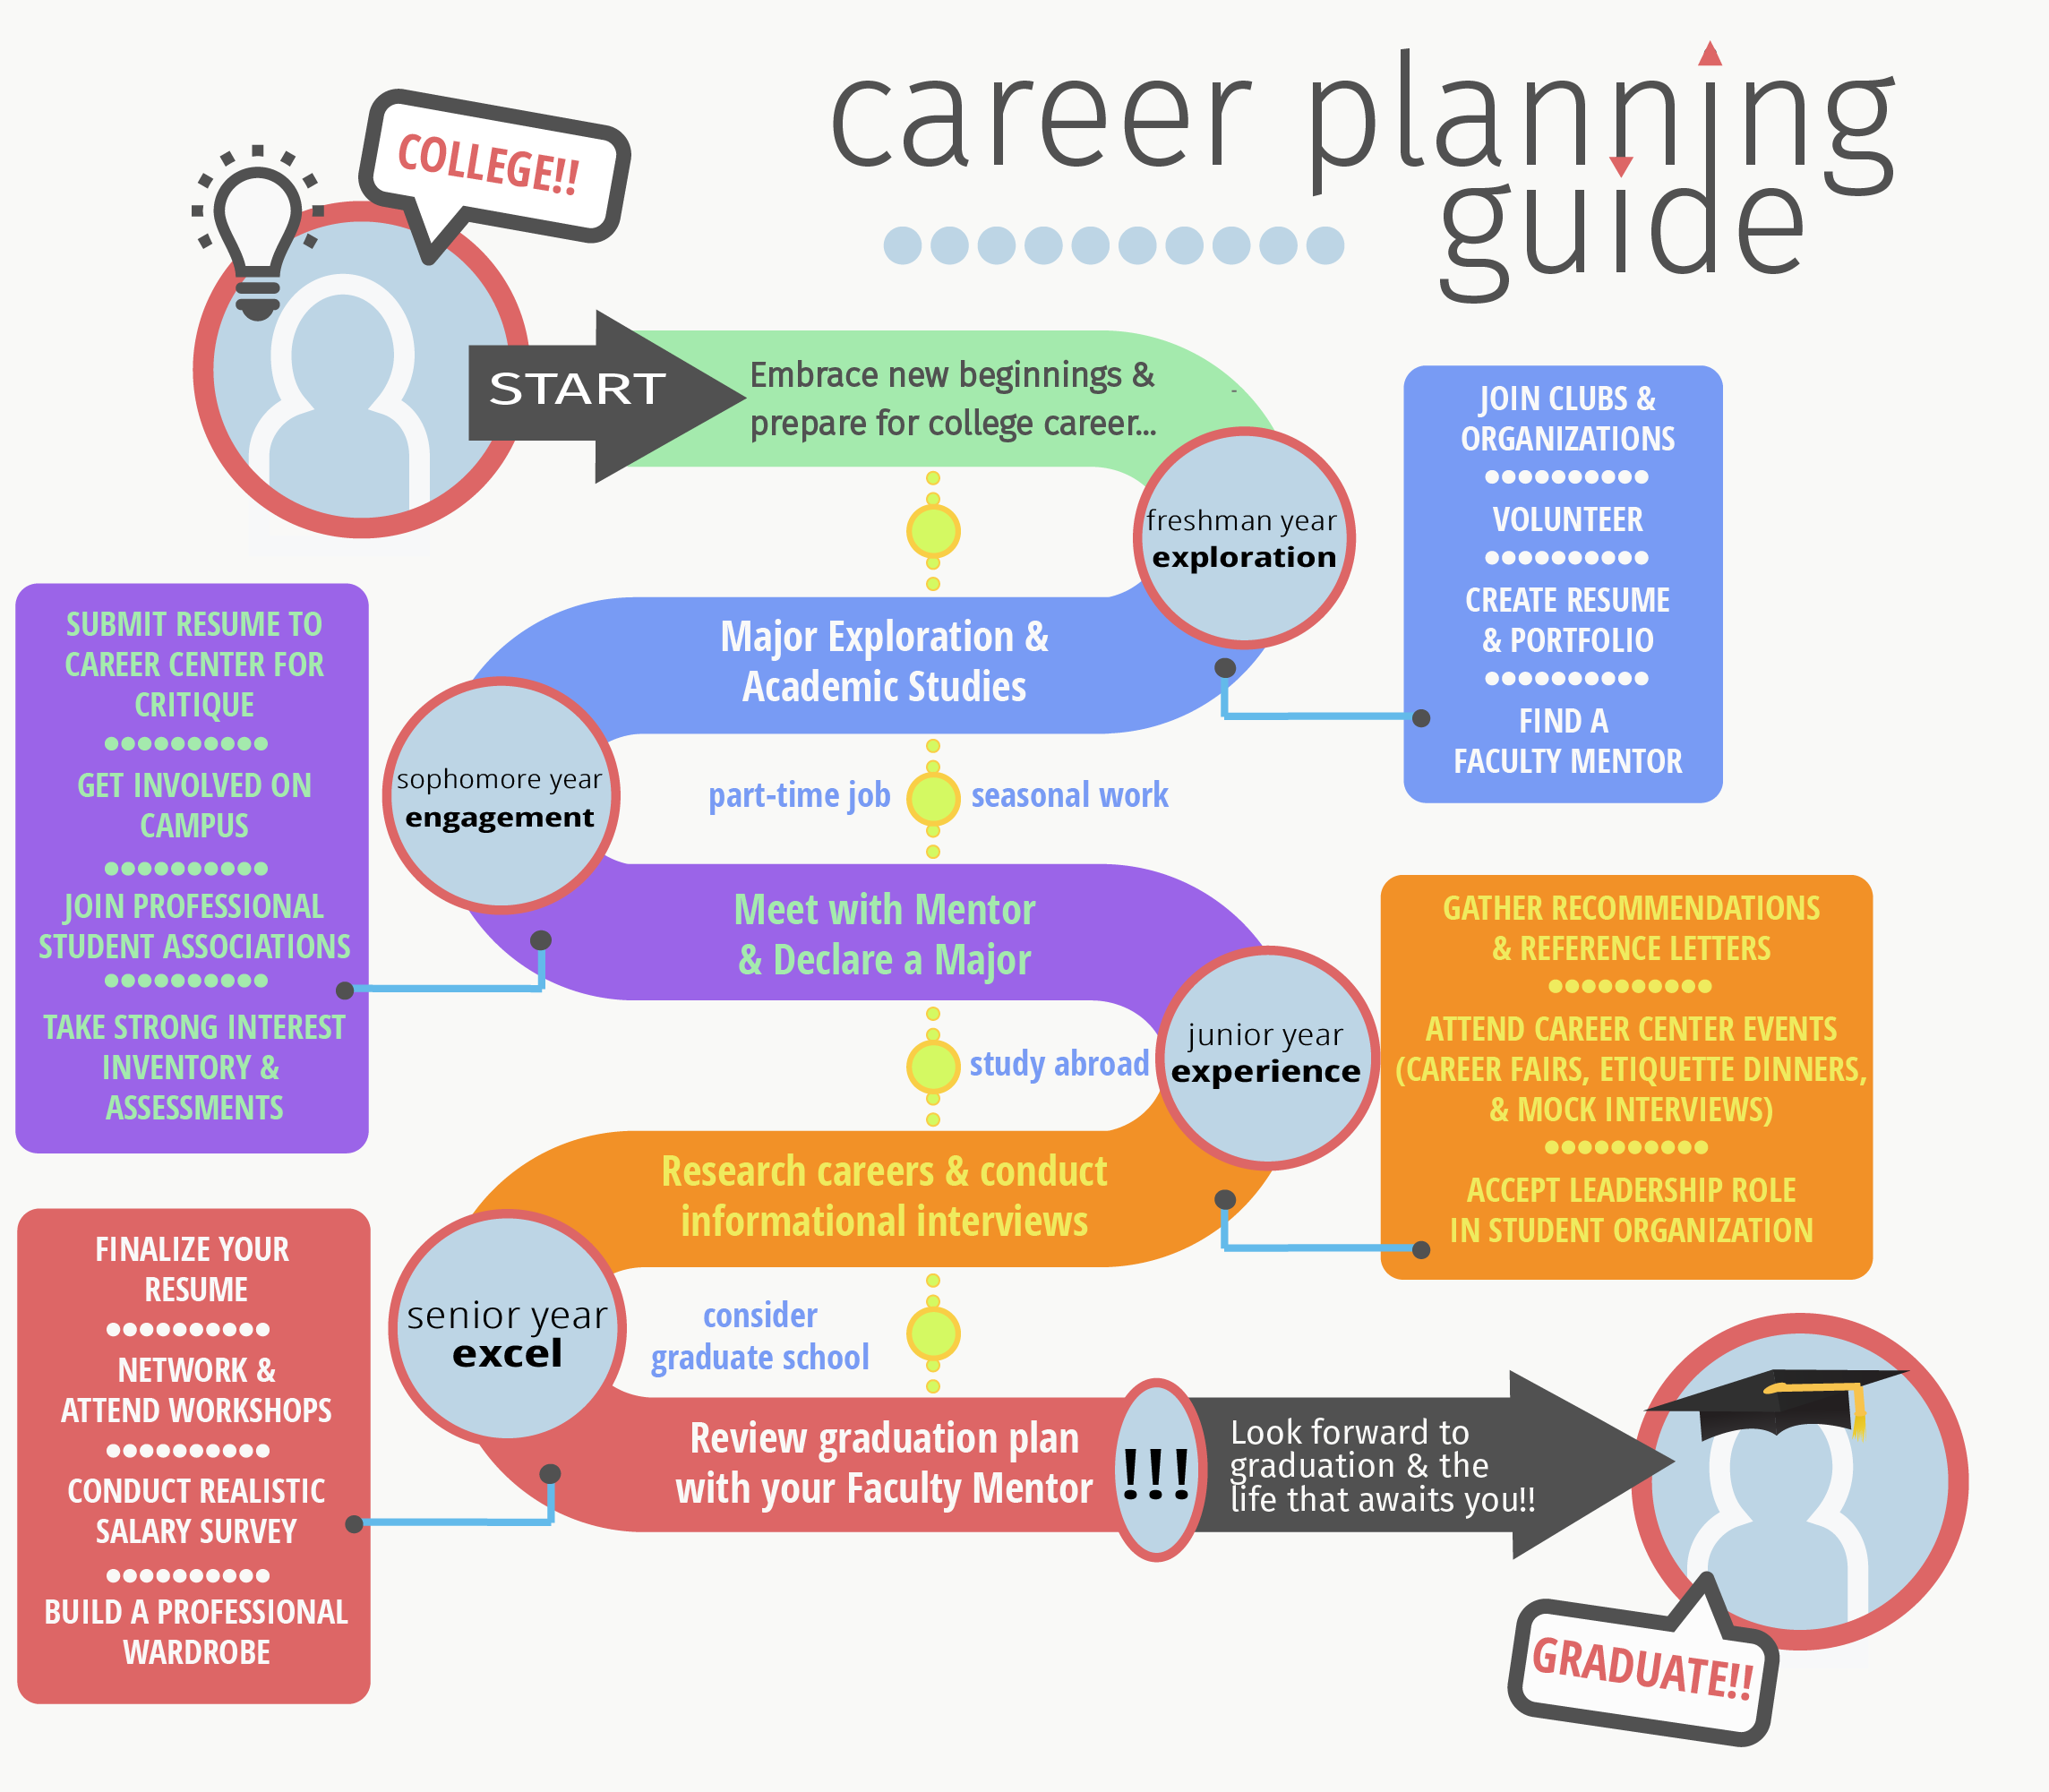 career planning
guide
COLLEGE!!
START
Embrace new beginnings &
prepare for college career...
freshman year
exploration
JOIN CLUBS &
ORGANIZATIONS
VOLUNTEER
CREATE RESUME
& PORTFOLIO
FIND A
FACULTY MENTOR
Major Exploration &
Academic Studies
sophomore year
engagement
SUBMIT RESUME TO
CAREER CENTER FOR
CRITIQUE
GET INVOLVED ON
CAMPUS
JOIN PROFESSIONAL
STUDENT ASSOCIATIONS
TAKE STRONG INTEREST
INVENTORY &
ASSESSMENTS
part-time job
seasonal work
Meet with Mentor
& Declare a Major
junior year
experience
GATHER RECOMMENDATIONS
& REFERENCE LETTERS
ATTEND CAREER CENTER EVENTS
(CAREER FAIRS, ETIQUETTE DINNERS,
& MOCK INTERVIEWS)
ACCEPT LEADERSHIP ROLE
IN STUDENT ORGANIZATION
study abroad
Research careers & conduct
informational interviews
senior year
excel
FINALIZE YOUR
RESUME
NETWORK &
ATTEND WORKSHOPS
CONDUCT REALISTIC
SALARY SURVEY
BUILD A PROFESSIONAL
WARDROBE
consider
graduate school
Review graduation plan
with your Faculty Mentor
!!!
Look forward to
graduation & the
life that awaits you!!
GRADUATE!!